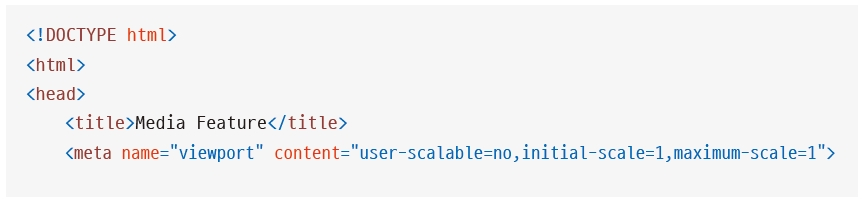 <!DOCTYPE html>
<html>
<head>
<title>Media Feature</title>
<meta name="viewport" content="user-scalable=no,initial-scale=1,maximum-scale=1">